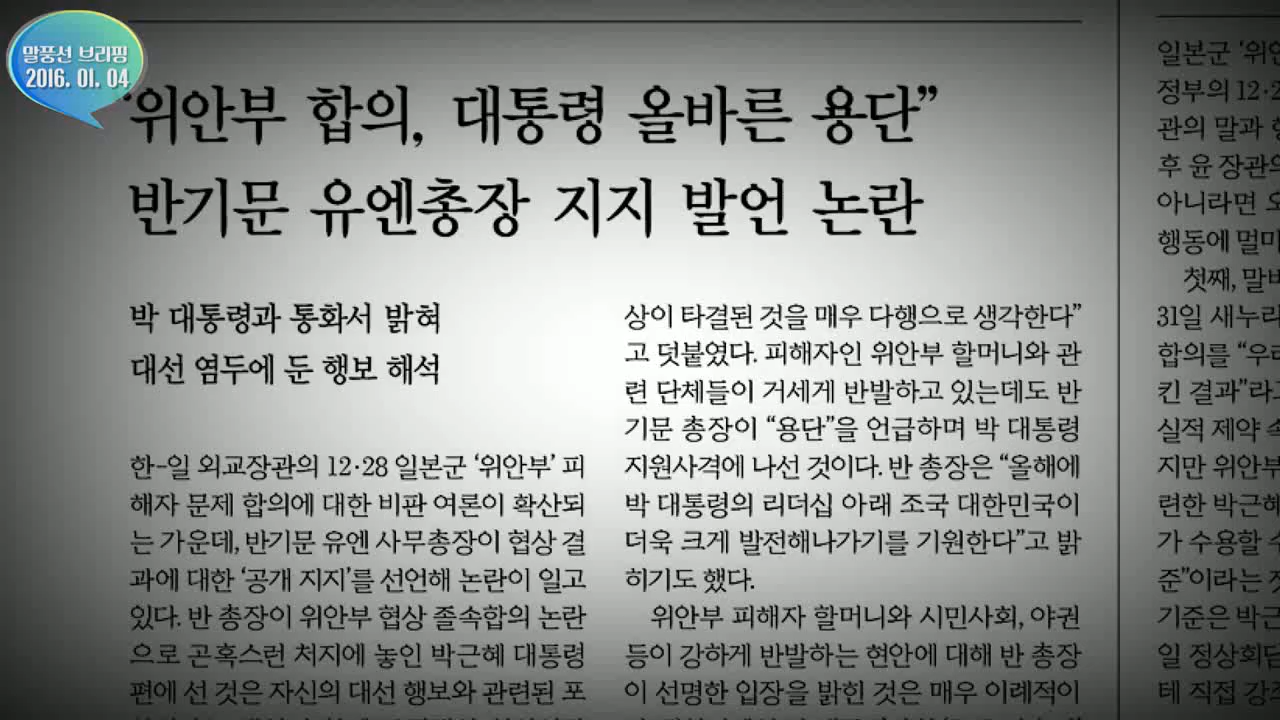 말풍선 브리핑
2016. 01. 04
“위안부 합의, 대통령 올바른 용단”
반기문 유엔총장 지지 발언 논란
박 대통령과 통화서 밝혀
대선 염두에 둔 행보 해석
한-일 외교장관의 12·28 일본군 ‘위안부’ 피
해자 문제 합의에 대한 비판 여론이 확산되
는 가운데, 반기문 유엔 사무총장이 협상 결
과에 대한 ‘공개 지지’를 선언해 논란이 일고
있다. 반 총장이 위안부 협상 졸속합의 논란
으로 곤혹스런 처지에 놓인 박근혜 대통령
편에 선 것은 자신의 대선 행보와 관련된 포
상이 타결된 것을 매우 다행으로 생각한다”
고 덧붙였다. 피해자인 위안부 할머니와 관
련 단체들이 거세게 반발하고 있는데도 반
기문 총장이 “용단”을 언급하며 박 대통령
지원사격에 나선 것이다. 반 총장은 “올해에
박 대통령의 리더십 아래 조국 대한민국이
더욱 크게 발전해나가기를 기원한다”고 밝
히기도 했다.
위안부 피해자 할머니와 시민사회, 야권
등이 강하게 반발하는 현안에 대해 반 총장
이 선명한 입장을 밝힌 것은 매우 이례적이
일본군 ‘위안
정부의 12·2
관의 말과
후 윤 장관의
아니라면
행동에 멀
첫째, 말
31일 새누리
합의를 “우리
킨 결과”라고
실적 제약
지만 위안부
련한 박근혜
가 수용할
준”이라는
기준은 박근
일 정상회담
테 직접 강